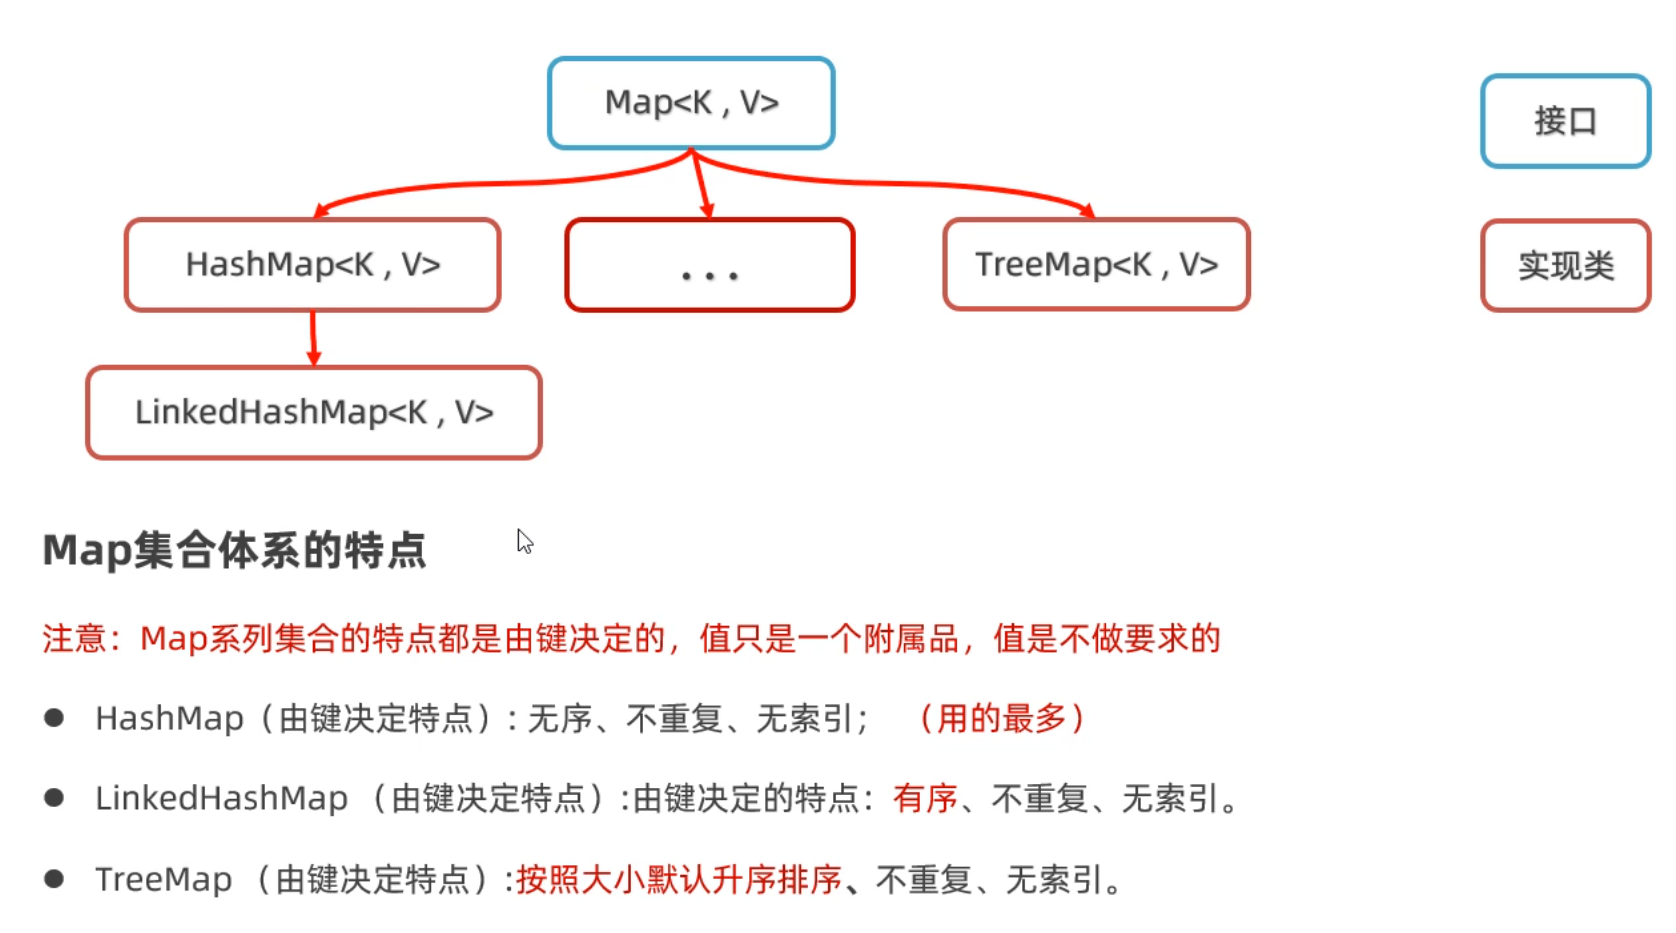 Map<K , V>
接口
HashMap<K , V>
...
TreeMap<K , V>
实现类
LinkedHashMap<K , V>
Map集合体系的特点
注意：Map系列集合的特点都是由键决定的，值只是一个附属品，值是不做要求的
● HashMap（由键决定特点）: 无序、不重复、无索引； （用的最多）
● LinkedHashMap （由键决定特点）:由键决定的特点：有序、不重复、无索引。
● TreeMap （由键决定特点）:按照大小默认升序排序、不重复、无索引。